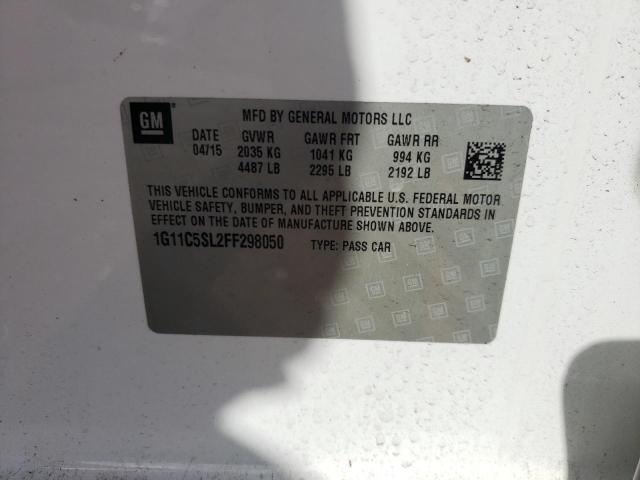 GM
MFD BY GENERAL MOTORS LLC
DATE GVWR GAWR FRT GAWR RR
04/15 2035 KG 1041 KG 994 KG
4487 LB 2295 LB 2192 LB
THIS VEHICLE CONFORMS TO ALL APPLICABLE U.S. FEDERAL MOTOR
VEHICLE SAFETY, BUMPER, AND THEFT PREVENTION STANDARDS IN
EFFECT ON THE DATE OF MANUFACTURE SHOWN ABOVE.
1G11C5SL2FF298050 TYPE: PASS CAR